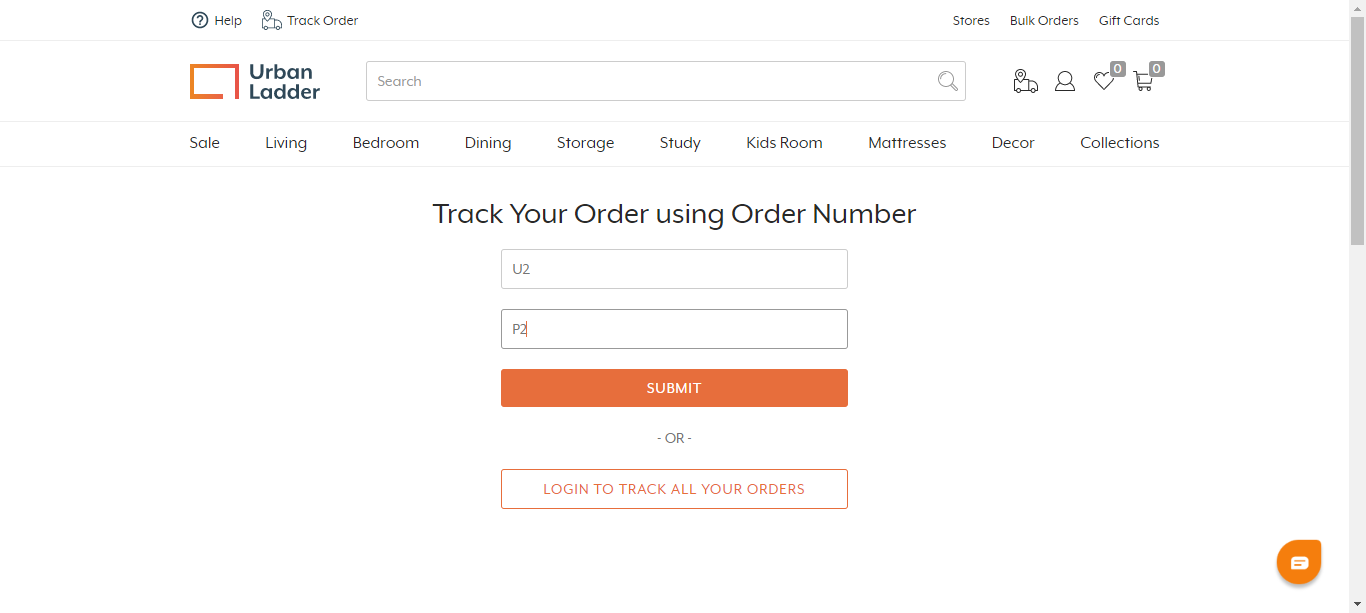 Help Track Order Stores Bulk Orders Gift Cards
Urban
Ladder
Search
0 0
Sale Living Bedroom Dining Storage Study Kids Room Mattresses Decor Collections
Track Your Order using Order Number
U2
P2
SUBMIT
- OR -
LOGIN TO TRACK ALL YOUR ORDERS